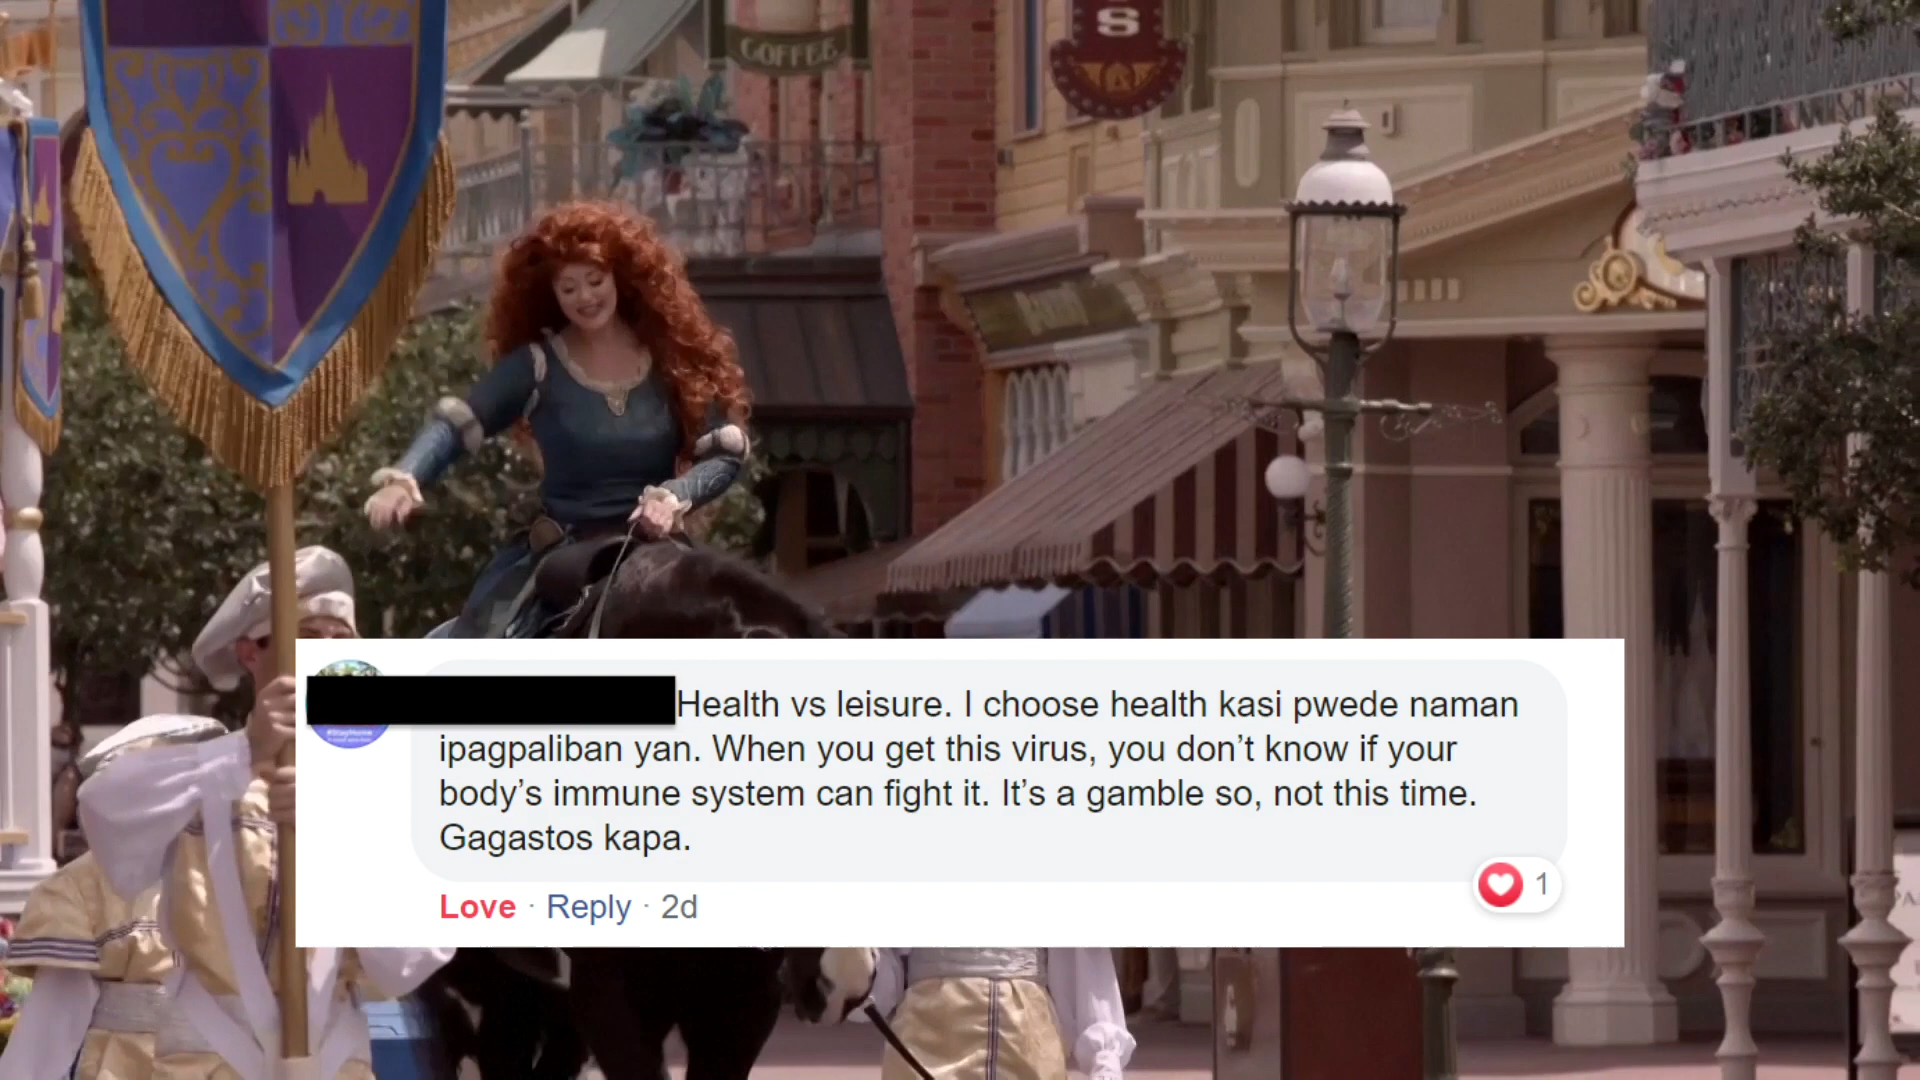 COFFEE
S
Health vs leisure. I choose health kasi pwede naman
ipagpaliban yan. When you get this virus, you don’t know if your
body’s immune system can fight it. It’s a gamble so, not this time.
Gagastos kapa.
Love · Reply · 2d
1